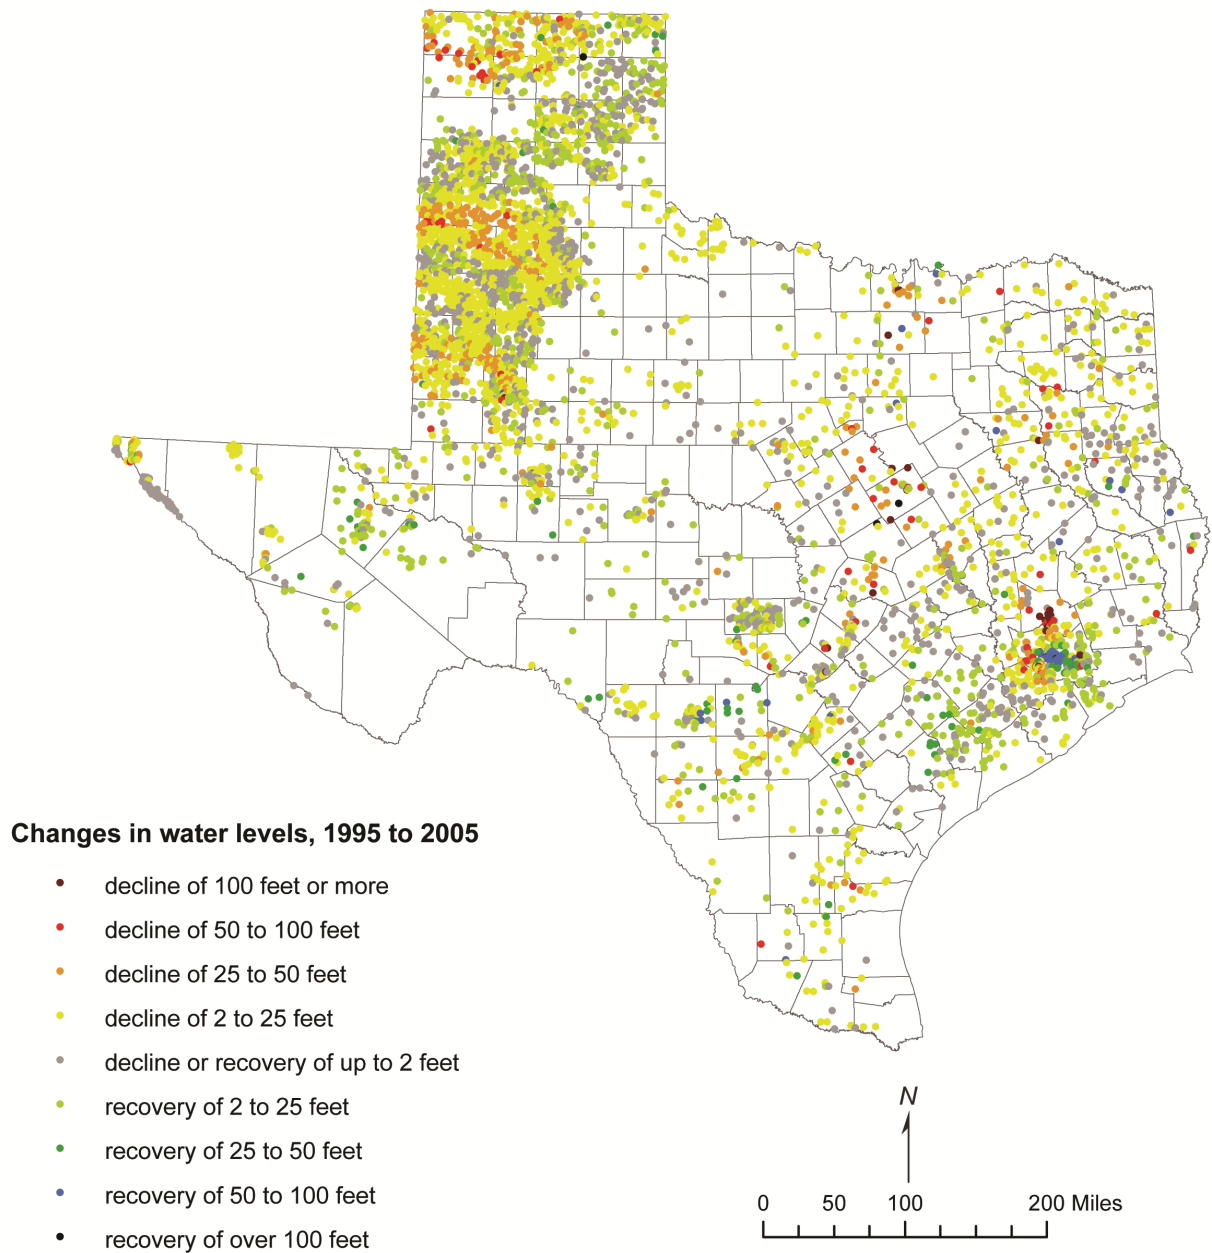 Changes in water levels, 1995 to 2005
decline of 100 feet or more
decline of 50 to 100 feet
decline of 25 to 50 feet
decline of 2 to 25 feet
decline or recovery of up to 2 feet
recovery of 2 to 25 feet
recovery of 25 to 50 feet
recovery of 50 to 100 feet
recovery of over 100 feet
N
0 50 100 200 Miles